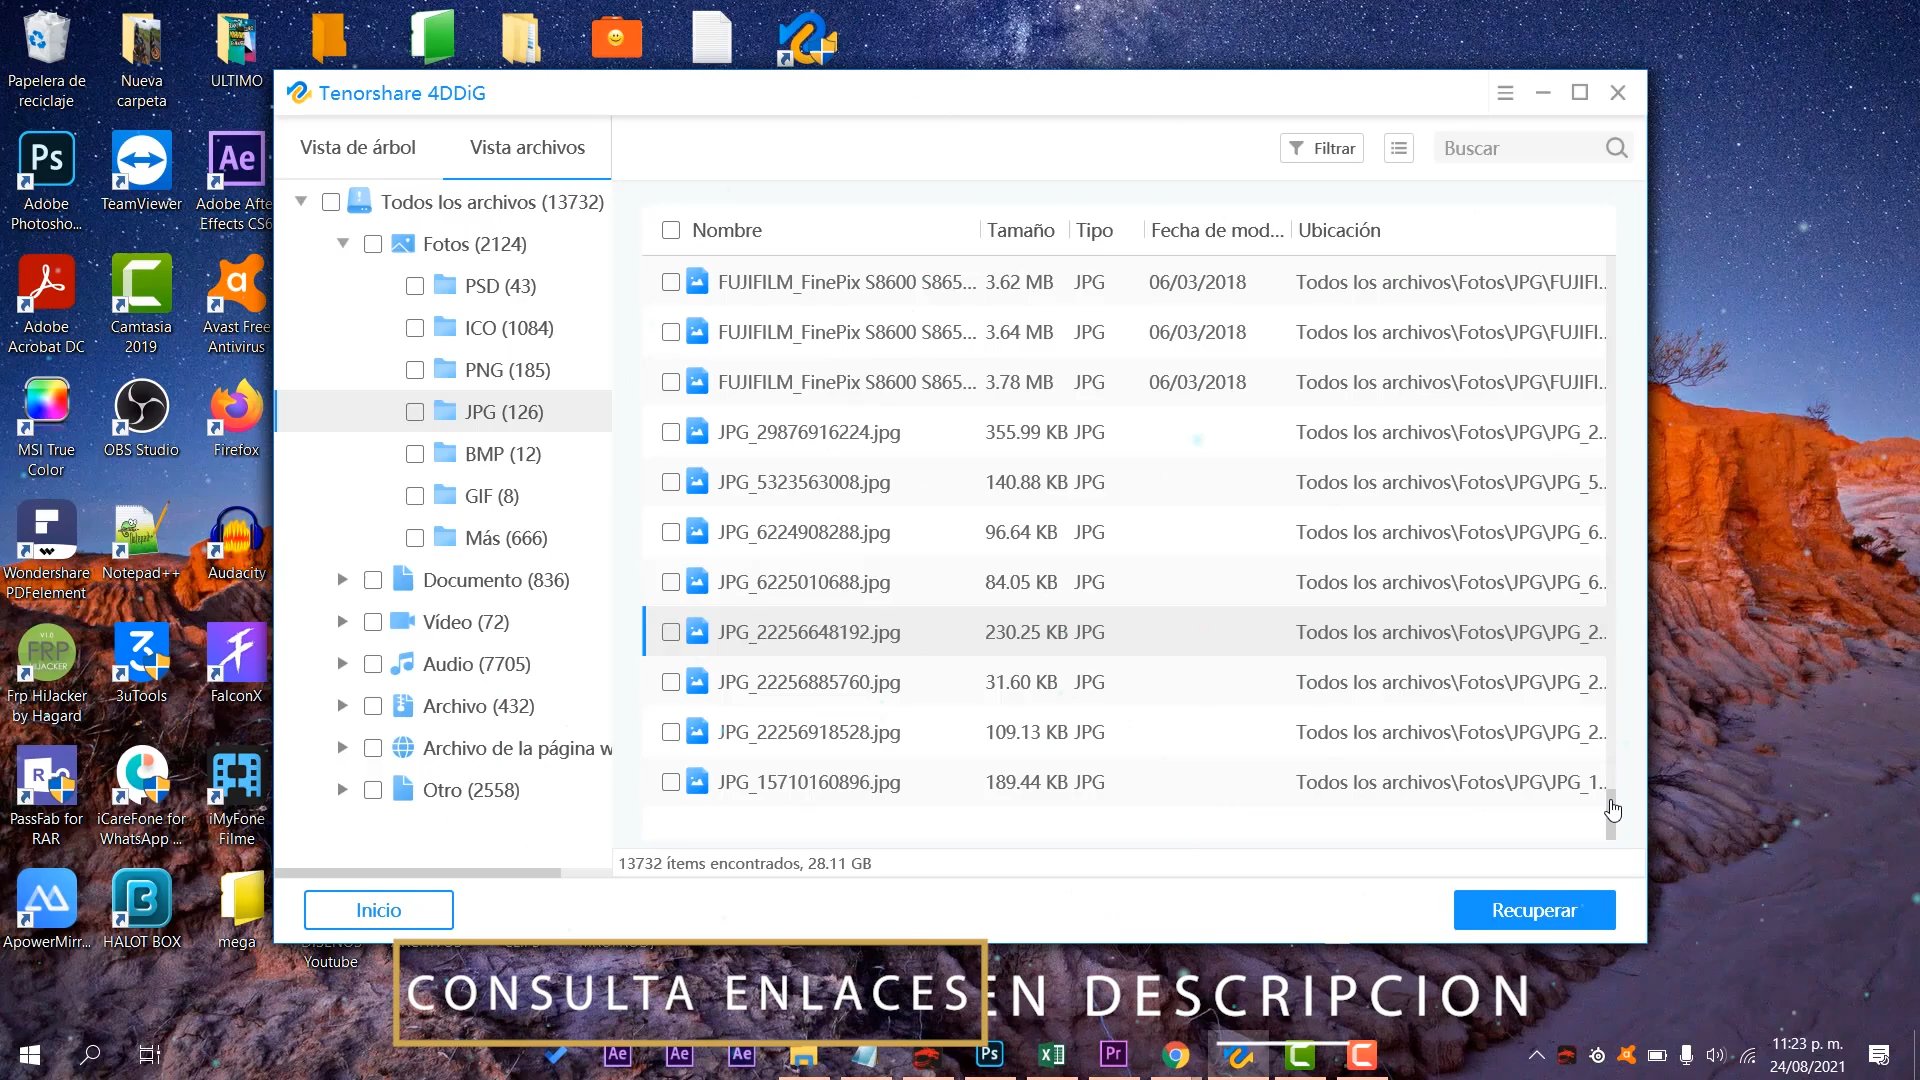 Papelera de
reciclaje
Nueva
carpeta
ULTIMO
Tenorshare 4DDiG
Vista de árbol
Vista archivos
Filtrar
Buscar
Ps
Adobe
Photosho...
TeamViewer
Ae
Adobe Afte
Effects CS6
Adobe
Acrobat DC
Camtasia
2019
Avast Free
Antivirus
MSI True
Color
OBS Studio
Firefox
Wondershare
PDFelement
Notepad++
Audacity
V1.0
FRP
HIJACKER
Frp HiJacker
by Hagard
3uTools
FalconX
PassFab for
RAR
iCareFone for
WhatsApp ...
iMyFone
Filme
ApowerMirr...
HALOT BOX
mega
Youtube
Todos los archivos (13732)
Fotos (2124)
PSD (43)
ICO (1084)
PNG (185)
JPG (126)
BMP (12)
GIF (8)
Más (666)
Documento (836)
Vídeo (72)
Audio (7705)
Archivo (432)
Archivo de la página w
Otro (2558)
Nombre Tamaño Tipo Fecha de mod... Ubicación
FUJIFILM_FinePix S8600 S865... 3.62 MB JPG 06/03/2018 Todos los archivos\Fotos\JPG\FUJIFI..
FUJIFILM_FinePix S8600 S865... 3.64 MB JPG 06/03/2018 Todos los archivos\Fotos\JPG\FUJIFI..
FUJIFILM_FinePix S8600 S865... 3.78 MB JPG 06/03/2018 Todos los archivos\Fotos\JPG\FUJIFI..
JPG_29876916224.jpg 355.99 KB JPG Todos los archivos\Fotos\JPG\JPG_2..
JPG_5323563008.jpg 140.88 KB JPG Todos los archivos\Fotos\JPG\JPG_5..
JPG_6224908288.jpg 96.64 KB JPG Todos los archivos\Fotos\JPG\JPG_6..
JPG_6225010688.jpg 84.05 KB JPG Todos los archivos\Fotos\JPG\JPG_6..
JPG_22256648192.jpg 230.25 KB JPG Todos los archivos\Fotos\JPG\JPG_2..
JPG_22256885760.jpg 31.60 KB JPG Todos los archivos\Fotos\JPG\JPG_2..
JPG_22256918528.jpg 109.13 KB JPG Todos los archivos\Fotos\JPG\JPG_2..
JPG_15710160896.jpg 189.44 KB JPG Todos los archivos\Fotos\JPG\JPG_1..
13732 ítems encontrados, 28.11 GB
Inicio
Recuperar
CONSULTA ENLACES EN DESCRIPCION
Ae
Ae
Ae
Ps
Pr
11:23 p. m.
24/08/2021